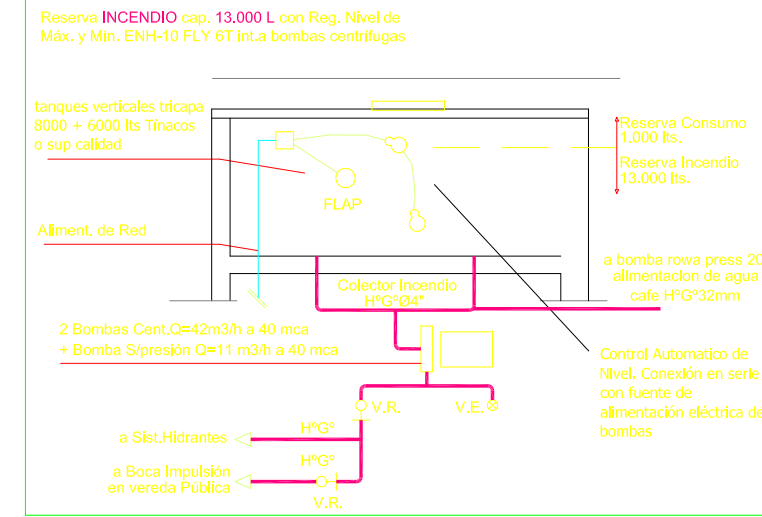 Reserva INCENDIO cap. 13.000 L con Reg. Nivel de
Máx. y Mín. ENH-10 FLY 6T int.a bombas centrífugas
tanques verticales tricapa
8000 + 6000 lts Tinacos
o sup calidad
Reserva Consumo
1.000 lts.
Reserva Incendio
13.000 lts.
FLAP
Aliment. de Red
a bomba rowa press 20
alimentacion de agua
cafe HºGº32mm
Colector Incendio
HºGºØ4"
2 Bombas Cent.Q=42m3/h a 40 mca
+ Bomba S/presión Q=11 m3/h a 40 mca
Control Automatico de
Nivel. Conexión en serie
con fuente de
alimentación eléctrica de
bombas
V.R.
V.E.
HºGº
a Sist.Hidrantes
HºGº
a Boca Impulsión
en vereda Pública
V.R.